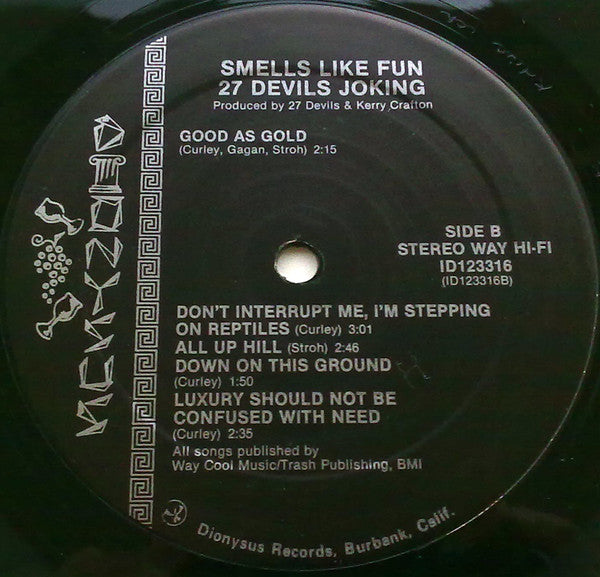 SMELLS LIKE FUN
27 DEVILS JOKING
Produced by 27 Devils & Kerry Crafton
GOOD AS GOLD
(Curley, Gagan, Stroh) 2:15
DIONYSUS
SIDE B
STEREO WAY HI-FI
ID123316
(ID123316B)
DON'T INTERRUPT ME, I'M STEPPING
ON REPTILES (Curley) 3:01
ALL UP HILL (Stroh) 2:46
DOWN ON THIS GROUND
(Curley) 1:50
LUXURY SHOULD NOT BE
CONFUSED WITH NEED
(Curley) 2:35
All songs published by
Way Cool Music/Trash Publishing, BMI
Dionysus Records, Burbank, Calif.